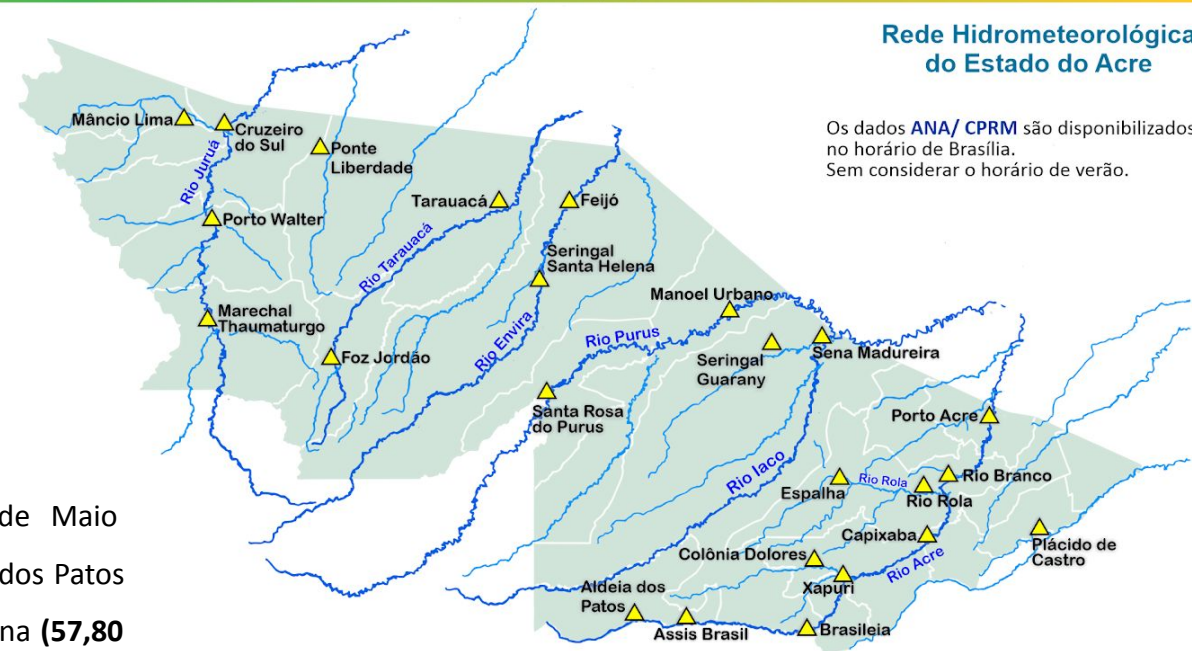 Rede Hidrometeorológica
do Estado do Acre
Os dados ANA/ CPRM são disponibilizados
no horário de Brasília.
Sem considerar o horário de verão.
Mâncio Lima
Cruzeiro
do Sul
Ponte
Liberdade
Rio Juruá
Tarauacá
Feijó
Porto Walter
Rio Tarauacá
Seringal
Santa Helena
Manoel Urbano
Marechal
Thaumaturgo
Rio Envira
Rio Purus
Foz Jordão
Seringal
Guarany
Sena Madureira
Santa Rosa
do Purus
Porto Acre
Rio Iaco
Espalha
Rio Rola
Rio Branco
Rio Rola
Capixaba
Plácido de
Castro
Colônia Dolores
Rio Acre
Xapuri
Aldeia dos
Patos
Assis Brasil
Brasileia
de Maio
dos Patos
na (57,80